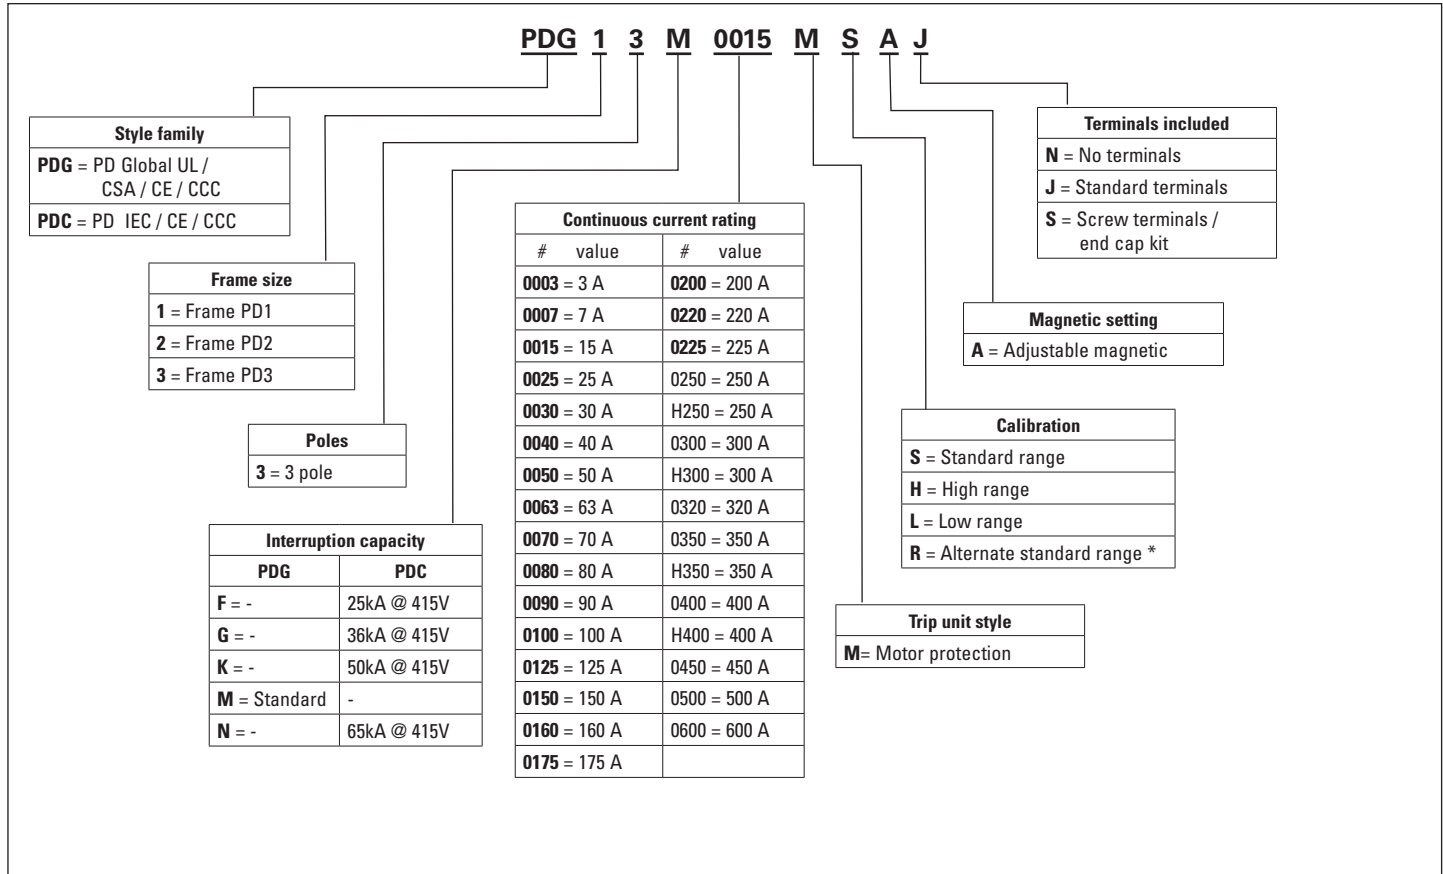 PDG 1 3 M 0015 M S A J
Style family
PDG = PD Global UL /
CSA / CE / CCC
PDC = PD IEC / CE / CCC
Frame size
1 = Frame PD1
2 = Frame PD2
3 = Frame PD3
Poles
3 = 3 pole
Interruption capacity
PDG PDC
F = - 25kA @ 415V
G = - 36kA @ 415V
K = - 50kA @ 415V
M = Standard -
N = - 65kA @ 415V
Continuous current rating
# value # value
0003 = 3 A 0200 = 200 A
0007 = 7 A 0220 = 220 A
0015 = 15 A 0225 = 225 A
0025 = 25 A 0250 = 250 A
0030 = 30 A H250 = 250 A
0040 = 40 A 0300 = 300 A
0050 = 50 A H300 = 300 A
0063 = 63 A 0320 = 320 A
0070 = 70 A 0350 = 350 A
0080 = 80 A H350 = 350 A
0090 = 90 A 0400 = 400 A
0100 = 100 A H400 = 400 A
0125 = 125 A 0450 = 450 A
0150 = 150 A 0500 = 500 A
0160 = 160 A 0600 = 600 A
0175 = 175 A
Trip unit style
M= Motor protection
Calibration
S = Standard range
H = High range
L = Low range
R = Alternate standard range *
Magnetic setting
A = Adjustable magnetic
Terminals included
N = No terminals
J = Standard terminals
S = Screw terminals /
end cap kit